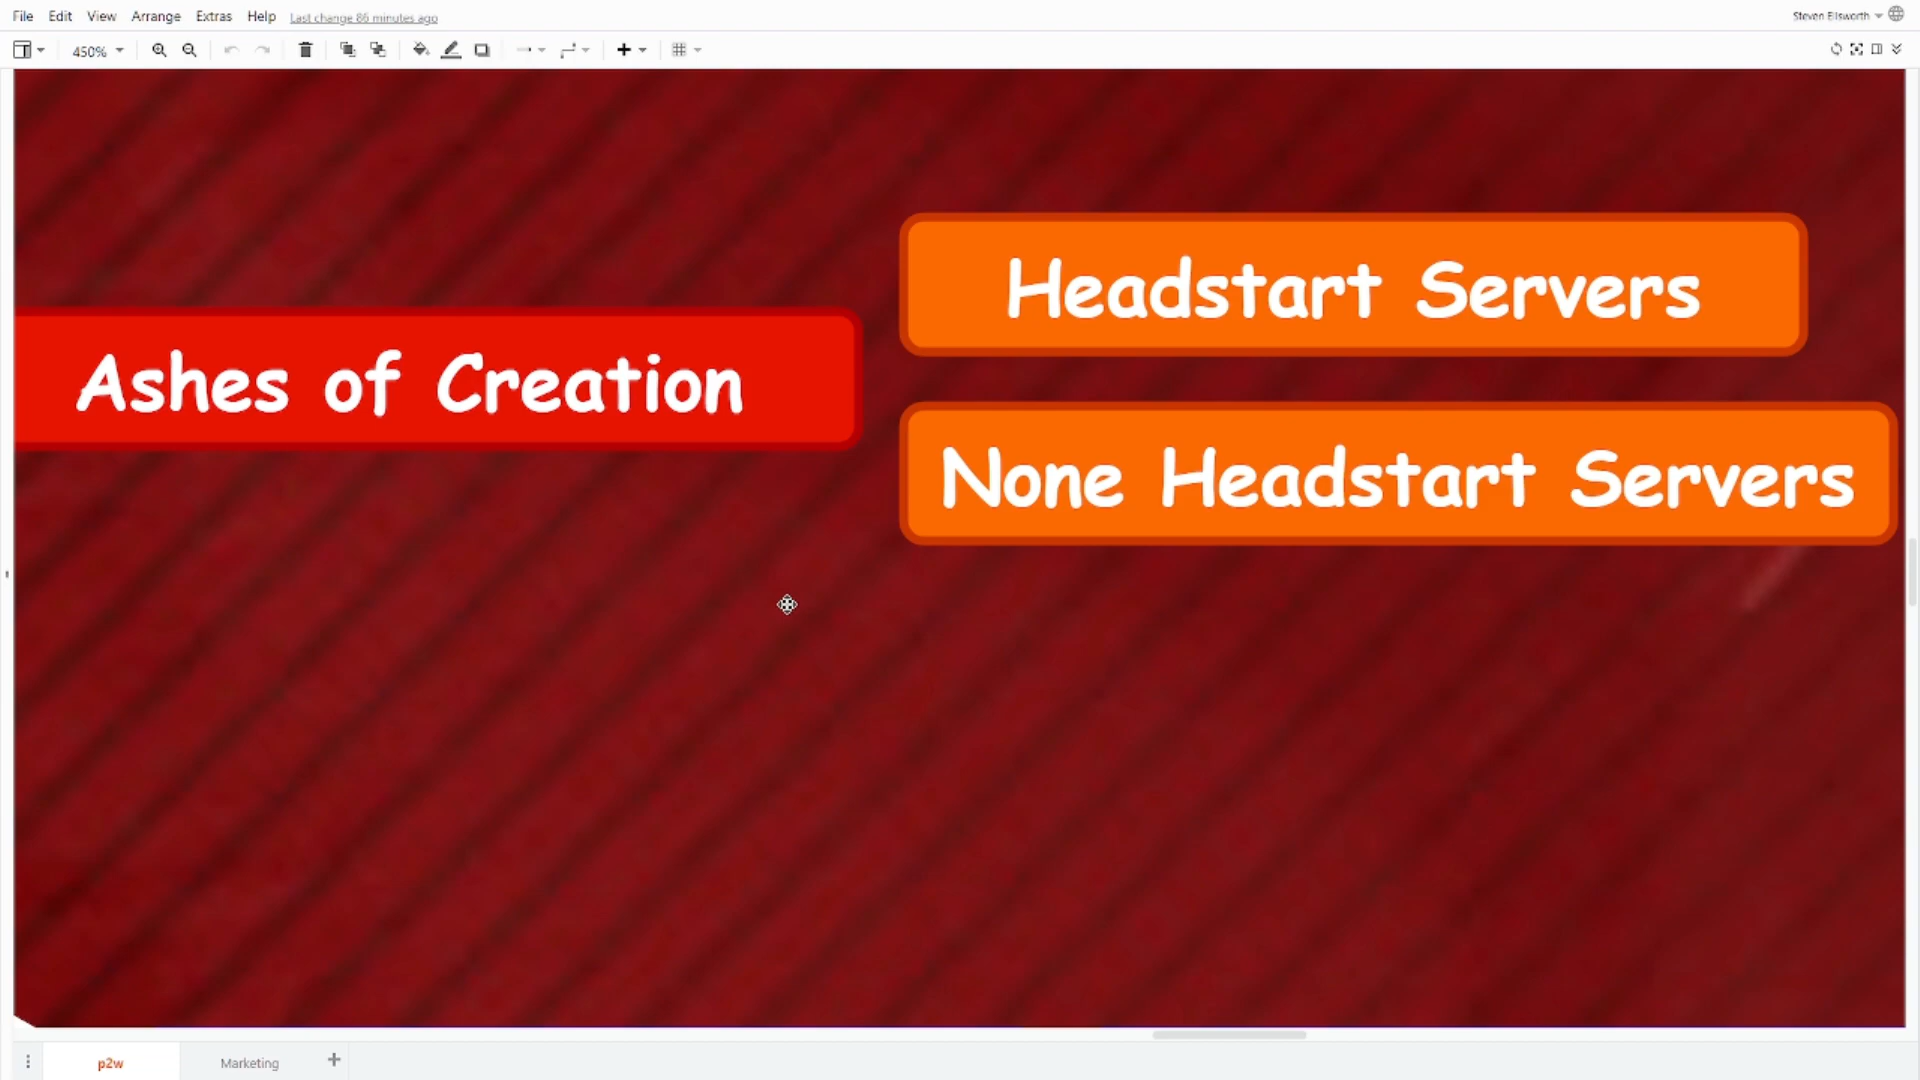 File Edit View Arrange Extras Help Last change 86 minutes ago
Steven Ellsworth
450%
Headstart Servers
Ashes of Creation
None Headstart Servers
p2w
Marketing